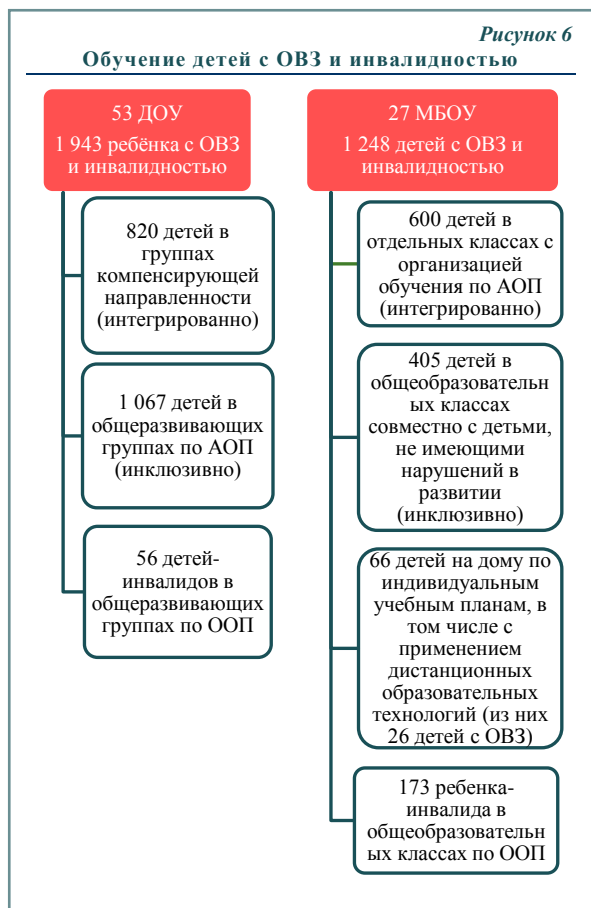 Рисунок 6
Обучение детей с ОВЗ и инвалидностью
53 ДОУ
1 943 ребёнка с ОВЗ
и инвалидностью
820 детей в
группах
компенсирующей
направленности
(интегрированно)
1 067 детей в
общеразвивающих
группах по АОП
(инклюзивно)
56 детей-
инвалидов в
общеразвивающих
группах по ООП
27 МБОУ
1 248 детей с ОВЗ и
инвалидностью
600 детей в
отдельных классах с
организацией
обучения по АОП
(интегрированно)
405 детей в
общеобразовательн
ых классах
совместно с детьми,
не имеющими
нарушений в
развитии
(инклюзивно)
66 детей на дому по
индивидуальным
учебным планам, в
том числе с
применением
дистанционных
образовательных
технологий (из них
26 детей с ОВЗ)
173 ребенка-
инвалида в
общеобразовательн
ых классах по ООП